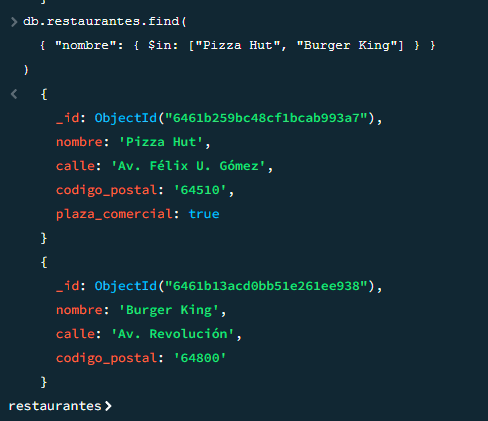 }
> db.restaurantes.find(
{ "nombre": { $in: ["Pizza Hut", "Burger King"] } }
)
< {
_id: ObjectId("6461b259bc48cf1bcab993a7"),
nombre: 'Pizza Hut',
calle: 'Av. Félix U. Gómez',
codigo_postal: '64510',
plaza_comercial: true
}
{
_id: ObjectId("6461b13acd0bb51e261ee938"),
nombre: 'Burger King',
calle: 'Av. Revolución',
codigo_postal: '64800'
}
restaurantes>